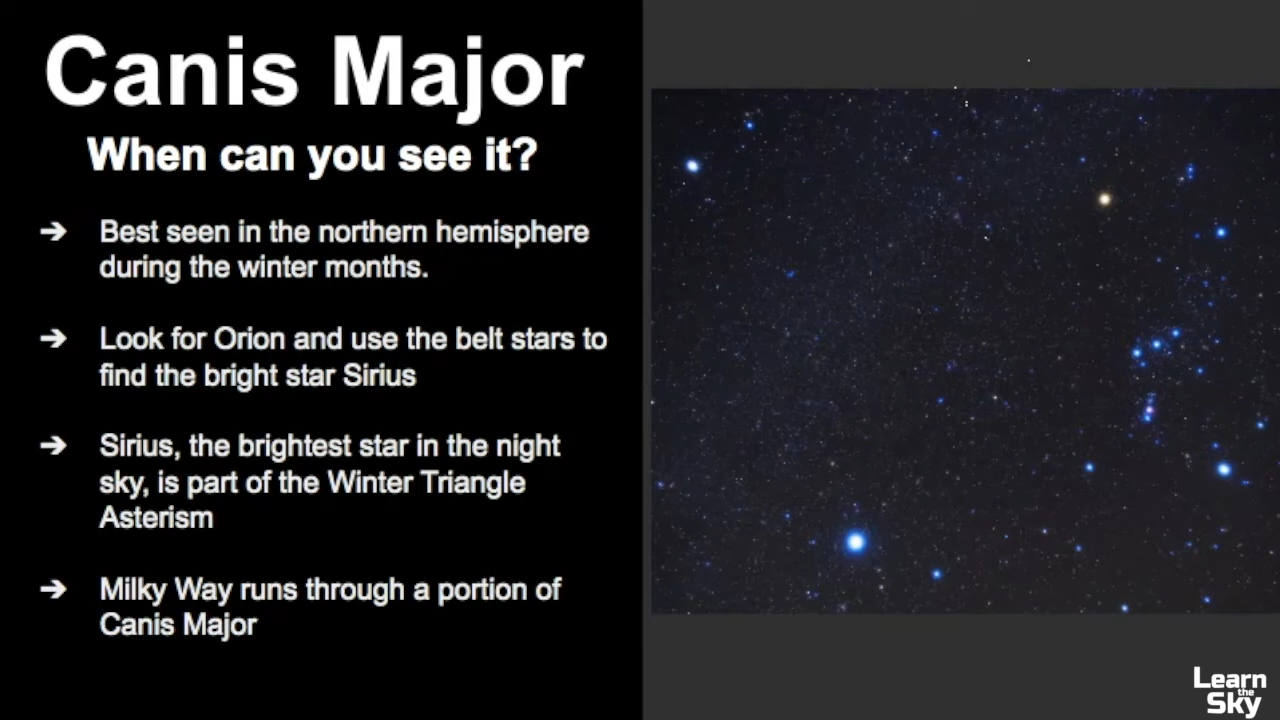 Canis Major
When can you see it?
➔ Best seen in the northern hemisphere
during the winter months.
➔ Look for Orion and use the belt stars to
find the bright star Sirius
➔ Sirius, the brightest star in the night
sky, is part of the Winter Triangle
Asterism
➔ Milky Way runs through a portion of
Canis Major
Learn
the
Sky